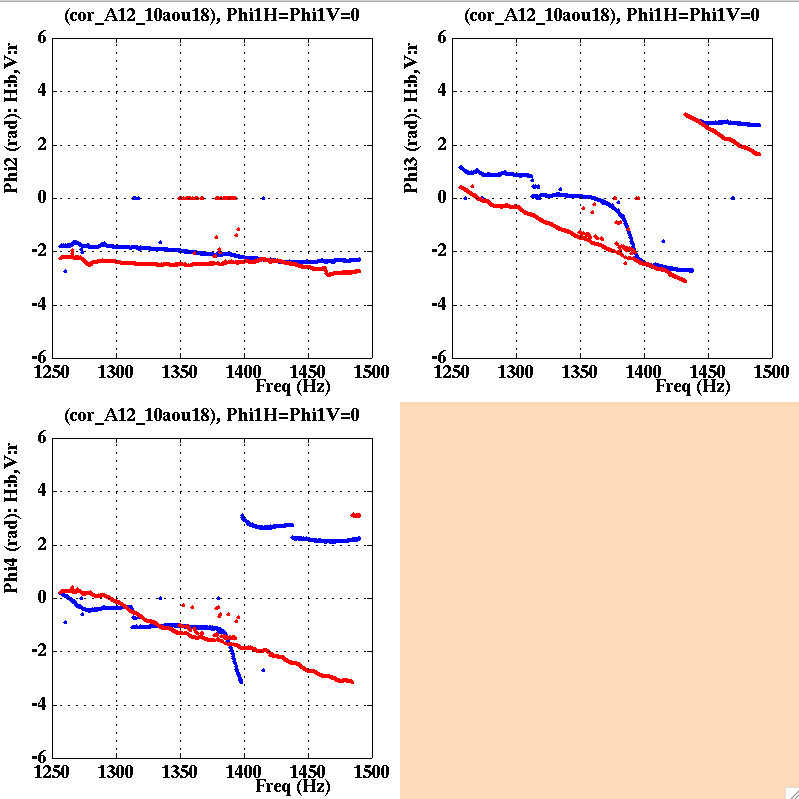 (cor_A12_10aou18), Phi1H=Phi1V=0
Phi2 (rad): H:b,V:r
6
4
2
0
-2
-4
-6
1250 1300 1350 1400 1450 1500
Freq (Hz)
(cor_A12_10aou18), Phi1H=Phi1V=0
Phi3 (rad): H:b,V:r
6
4
2
0
-2
-4
-6
1250 1300 1350 1400 1450 1500
Freq (Hz)
(cor_A12_10aou18), Phi1H=Phi1V=0
Phi4 (rad): H:b,V:r
6
4
2
0
-2
-4
-6
1250 1300 1350 1400 1450 1500
Freq (Hz)